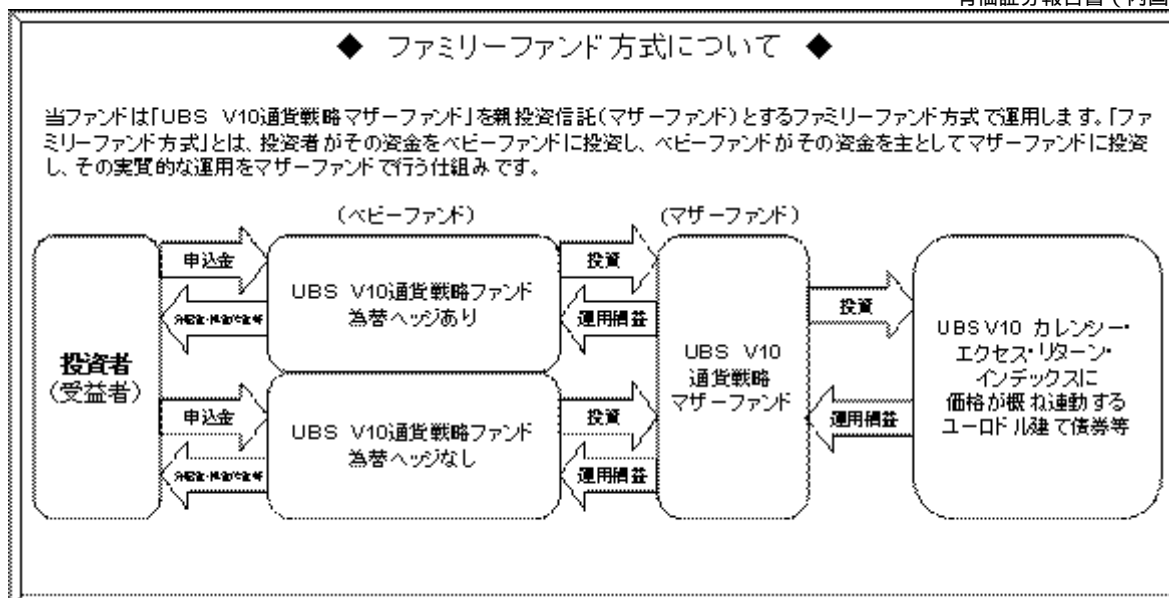 ◆ ファミリーファンド方式について ◆
当ファンドは「UBS V10通貨戦略マザーファンド」を親投資信託(マザーファンド)とするファミリーファンド方式で運用します。「ファ
ミリーファンド方式」とは、投資者がその資金をベビーファンドに投資し、ベビーファンドがその資金を主としてマザーファンドに投資
し、その実質的な運用をマザーファンドで行う仕組みです。
(ベビーファンド)
(マザーファンド)
投資者
(受益者)
申込金
UBS V10通貨戦略ファンド
為替ヘッジあり
投資
運用損益
申込金
UBS V10通貨戦略ファンド
為替ヘッジなし
投資
運用損益
UBS V10
通貨戦略
マザーファンド
投資
運用損益
UBS V10 カレンシー・
エクセス・リターン・
インデックスに
価格が概ね連動する
ユーロドル建て債券等